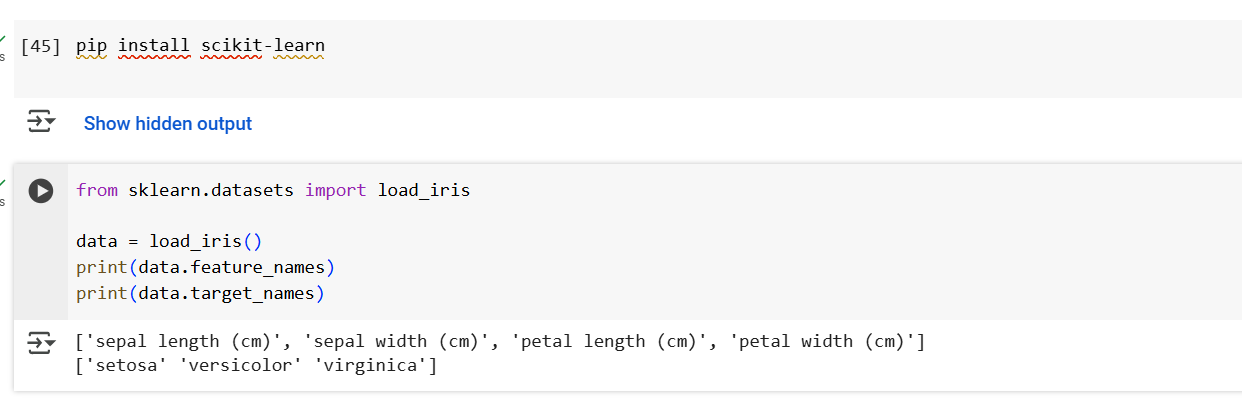 [45] pip install scikit-learn
Show hidden output
from sklearn.datasets import load_iris
data = load_iris()
print(data.feature_names)
print(data.target_names)
['sepal length (cm)', 'sepal width (cm)', 'petal length (cm)', 'petal width (cm)']
['setosa' 'versicolor' 'virginica']